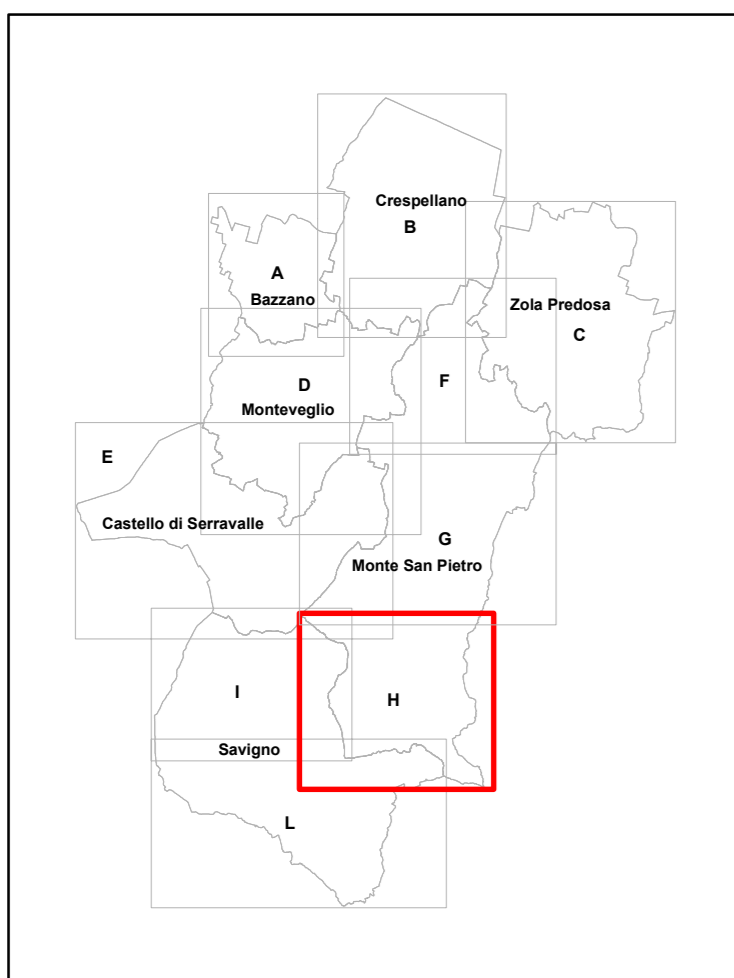 Crespellano
B
A
Bazzano
Zola Predosa
C
D
Monteveglio
F
E
Castello di Serravalle
G
Monte San Pietro
I
H
Savigno
L